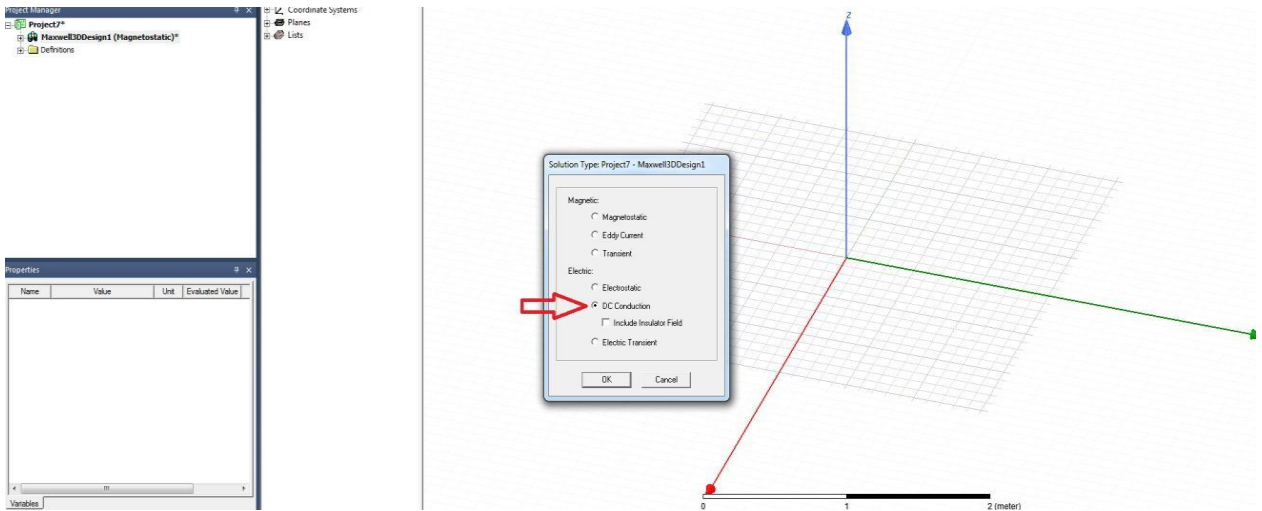 Project Manager
Project7*
Maxwell3DDesign1 (Magnetostatic)*
Definitions
Coordinate Systems
Planes
Lists
Properties
Name Value Unit Evaluated Value
Variables
Solution Type: Project7 - Maxwell3DDesign1
Magnetic:
Magnetostatic
Eddy Current
Transient
Electric:
Electrostatic
DC Conduction
Include Insulator Field
Electric Transient
OK Cancel
z
0 1 2 (meter)